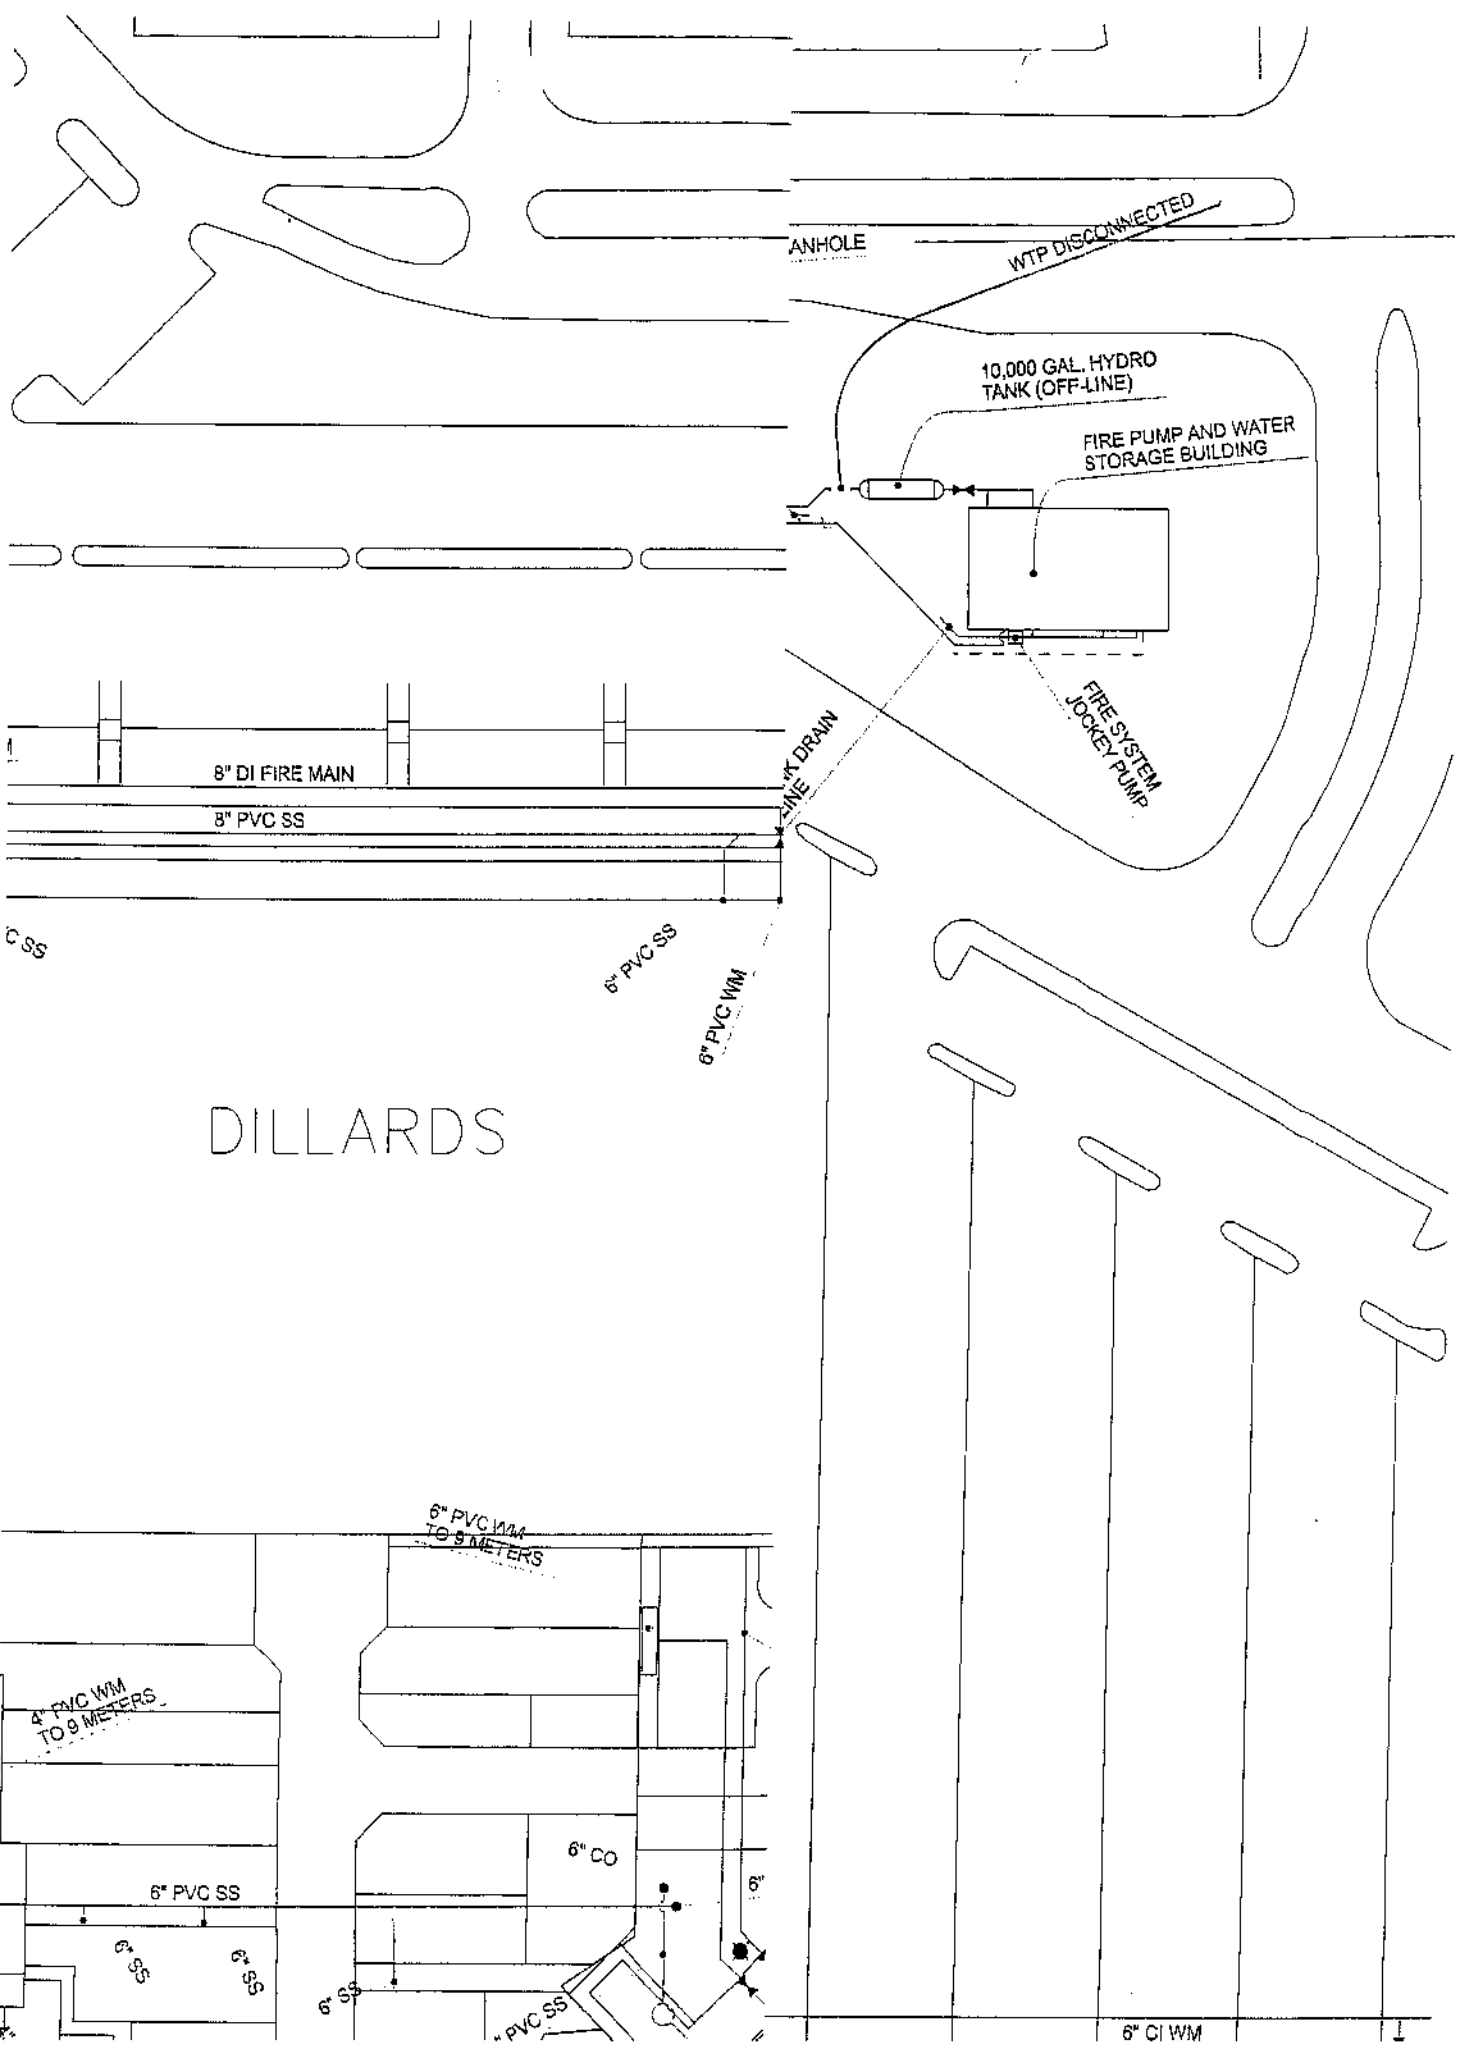 ANHOLE
WTP DISCONNECTED
10,000 GAL. HYDRO
TANK (OFF-LINE)
FIRE PUMP AND WATER
STORAGE BUILDING
FIRE SYSTEM
JOCKEY PUMP
K DRAIN
LINE
8" DI FIRE MAIN
8" PVC SS
C SS
6" PVC SS
6" PVC WM
DILLARDS
6" PVC WM
TO 9 METERS
4" PVC WM
TO 9 METERS
6" CO
6" PVC SS
6"
6" SS
6" SS
6" SS
" PVC SS
6" CI WM